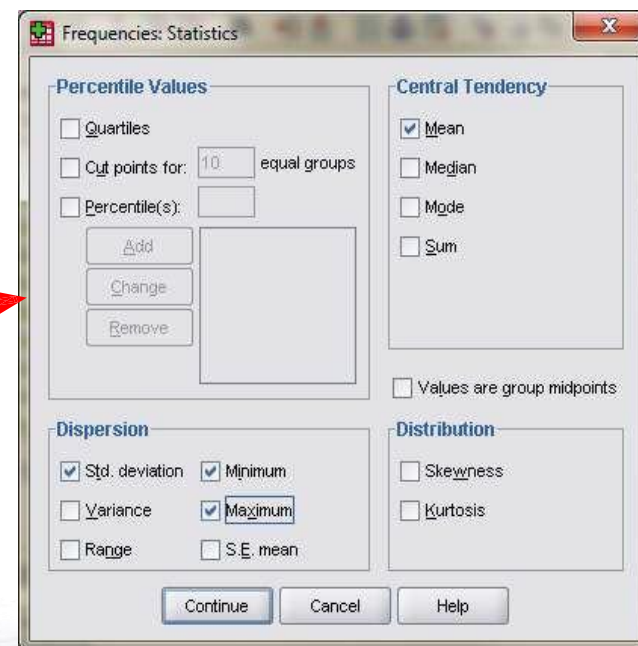 Frequencies: Statistics
Percentile Values
Quartiles
Cut points for: 10 equal groups
Percentile(s):
Add
Change
Remove
Central Tendency
Mean
Median
Mode
Sum
Values are group midpoints
Dispersion
Std. deviation Minimum
Variance Maximum
Range S.E. mean
Distribution
Skewness
Kurtosis
Continue Cancel Help